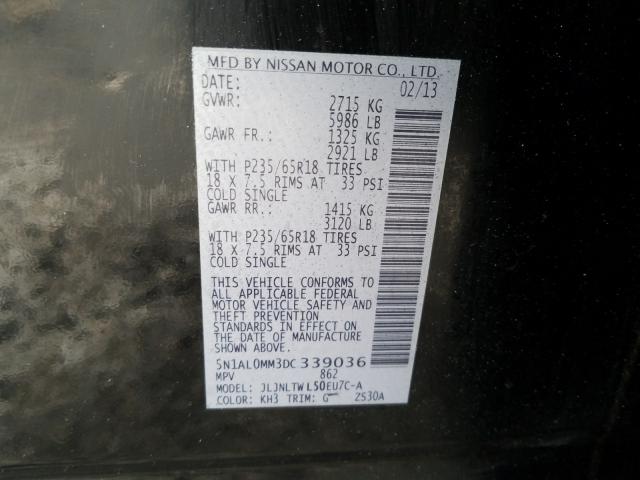 MFD BY NISSAN MOTOR CO., LTD.
DATE: 02/13
GVWR: 2715 KG
5986 LB
GAWR FR.: 1325 KG
2921 LB
WITH P235/65R18 TIRES
18 X 7.5 RIMS AT 33 PSI
COLD SINGLE
GAWR RR.: 1415 KG
3120 LB
WITH P235/65R18 TIRES
18 X 7.5 RIMS AT 33 PSI
COLD SINGLE
THIS VEHICLE CONFORMS TO
ALL APPLICABLE FEDERAL
MOTOR VEHICLE SAFETY AND
THEFT PREVENTION
STANDARDS IN EFFECT ON
THE DATE OF MANUFACTURE
SHOWN ABOVE.
5N1AL0MM3DC339036
MPV 862
MODEL: JLJNLTWL50EU7C-A
COLOR: KH3 TRIM: G ZS30A